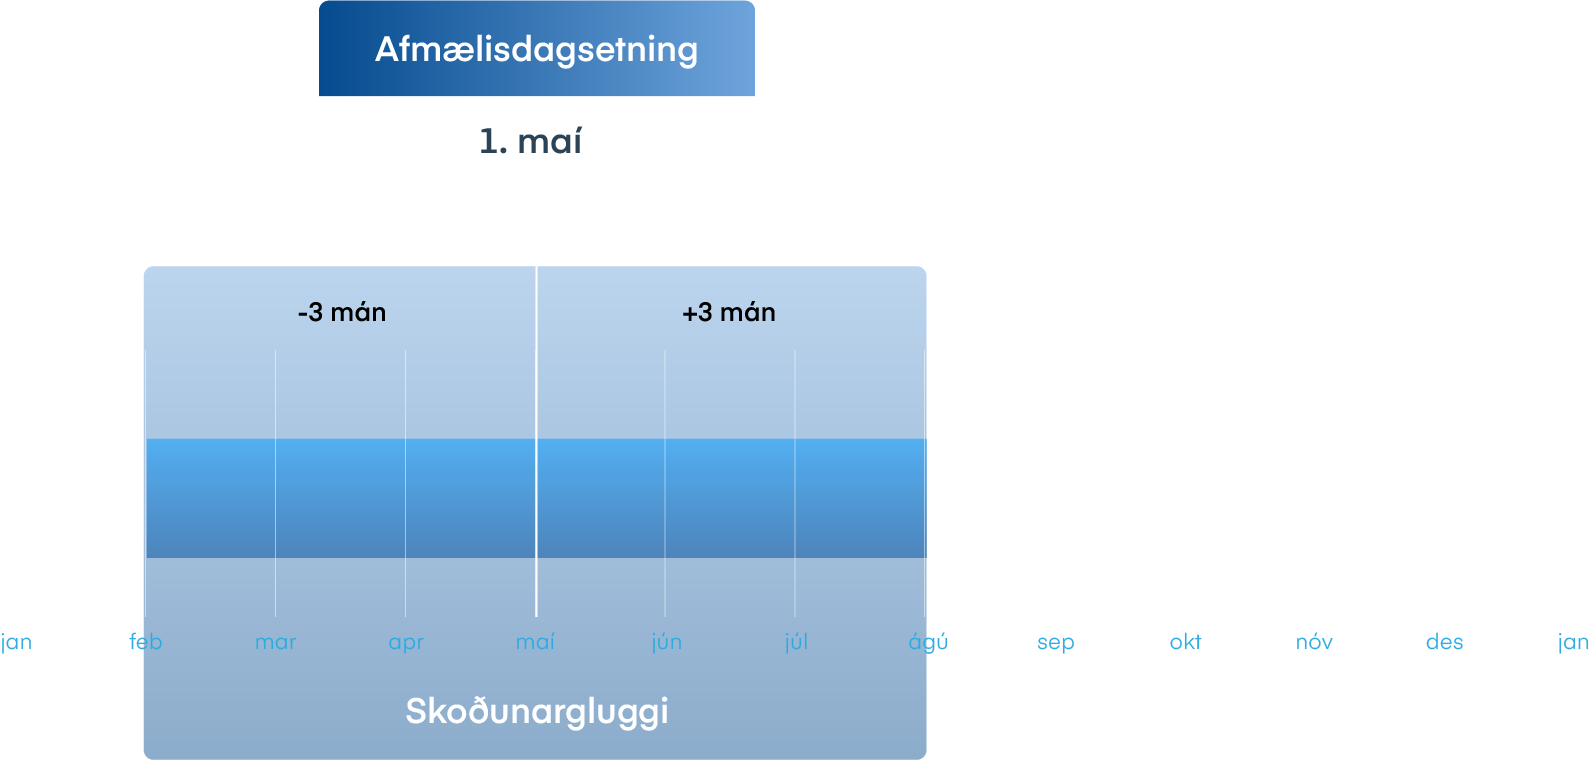 Afmælisdagsetning
1. maí
-3 mán +3 mán
jan feb mar apr maí jún júl ágú sep okt nóv des jan
Skoðunargluggi